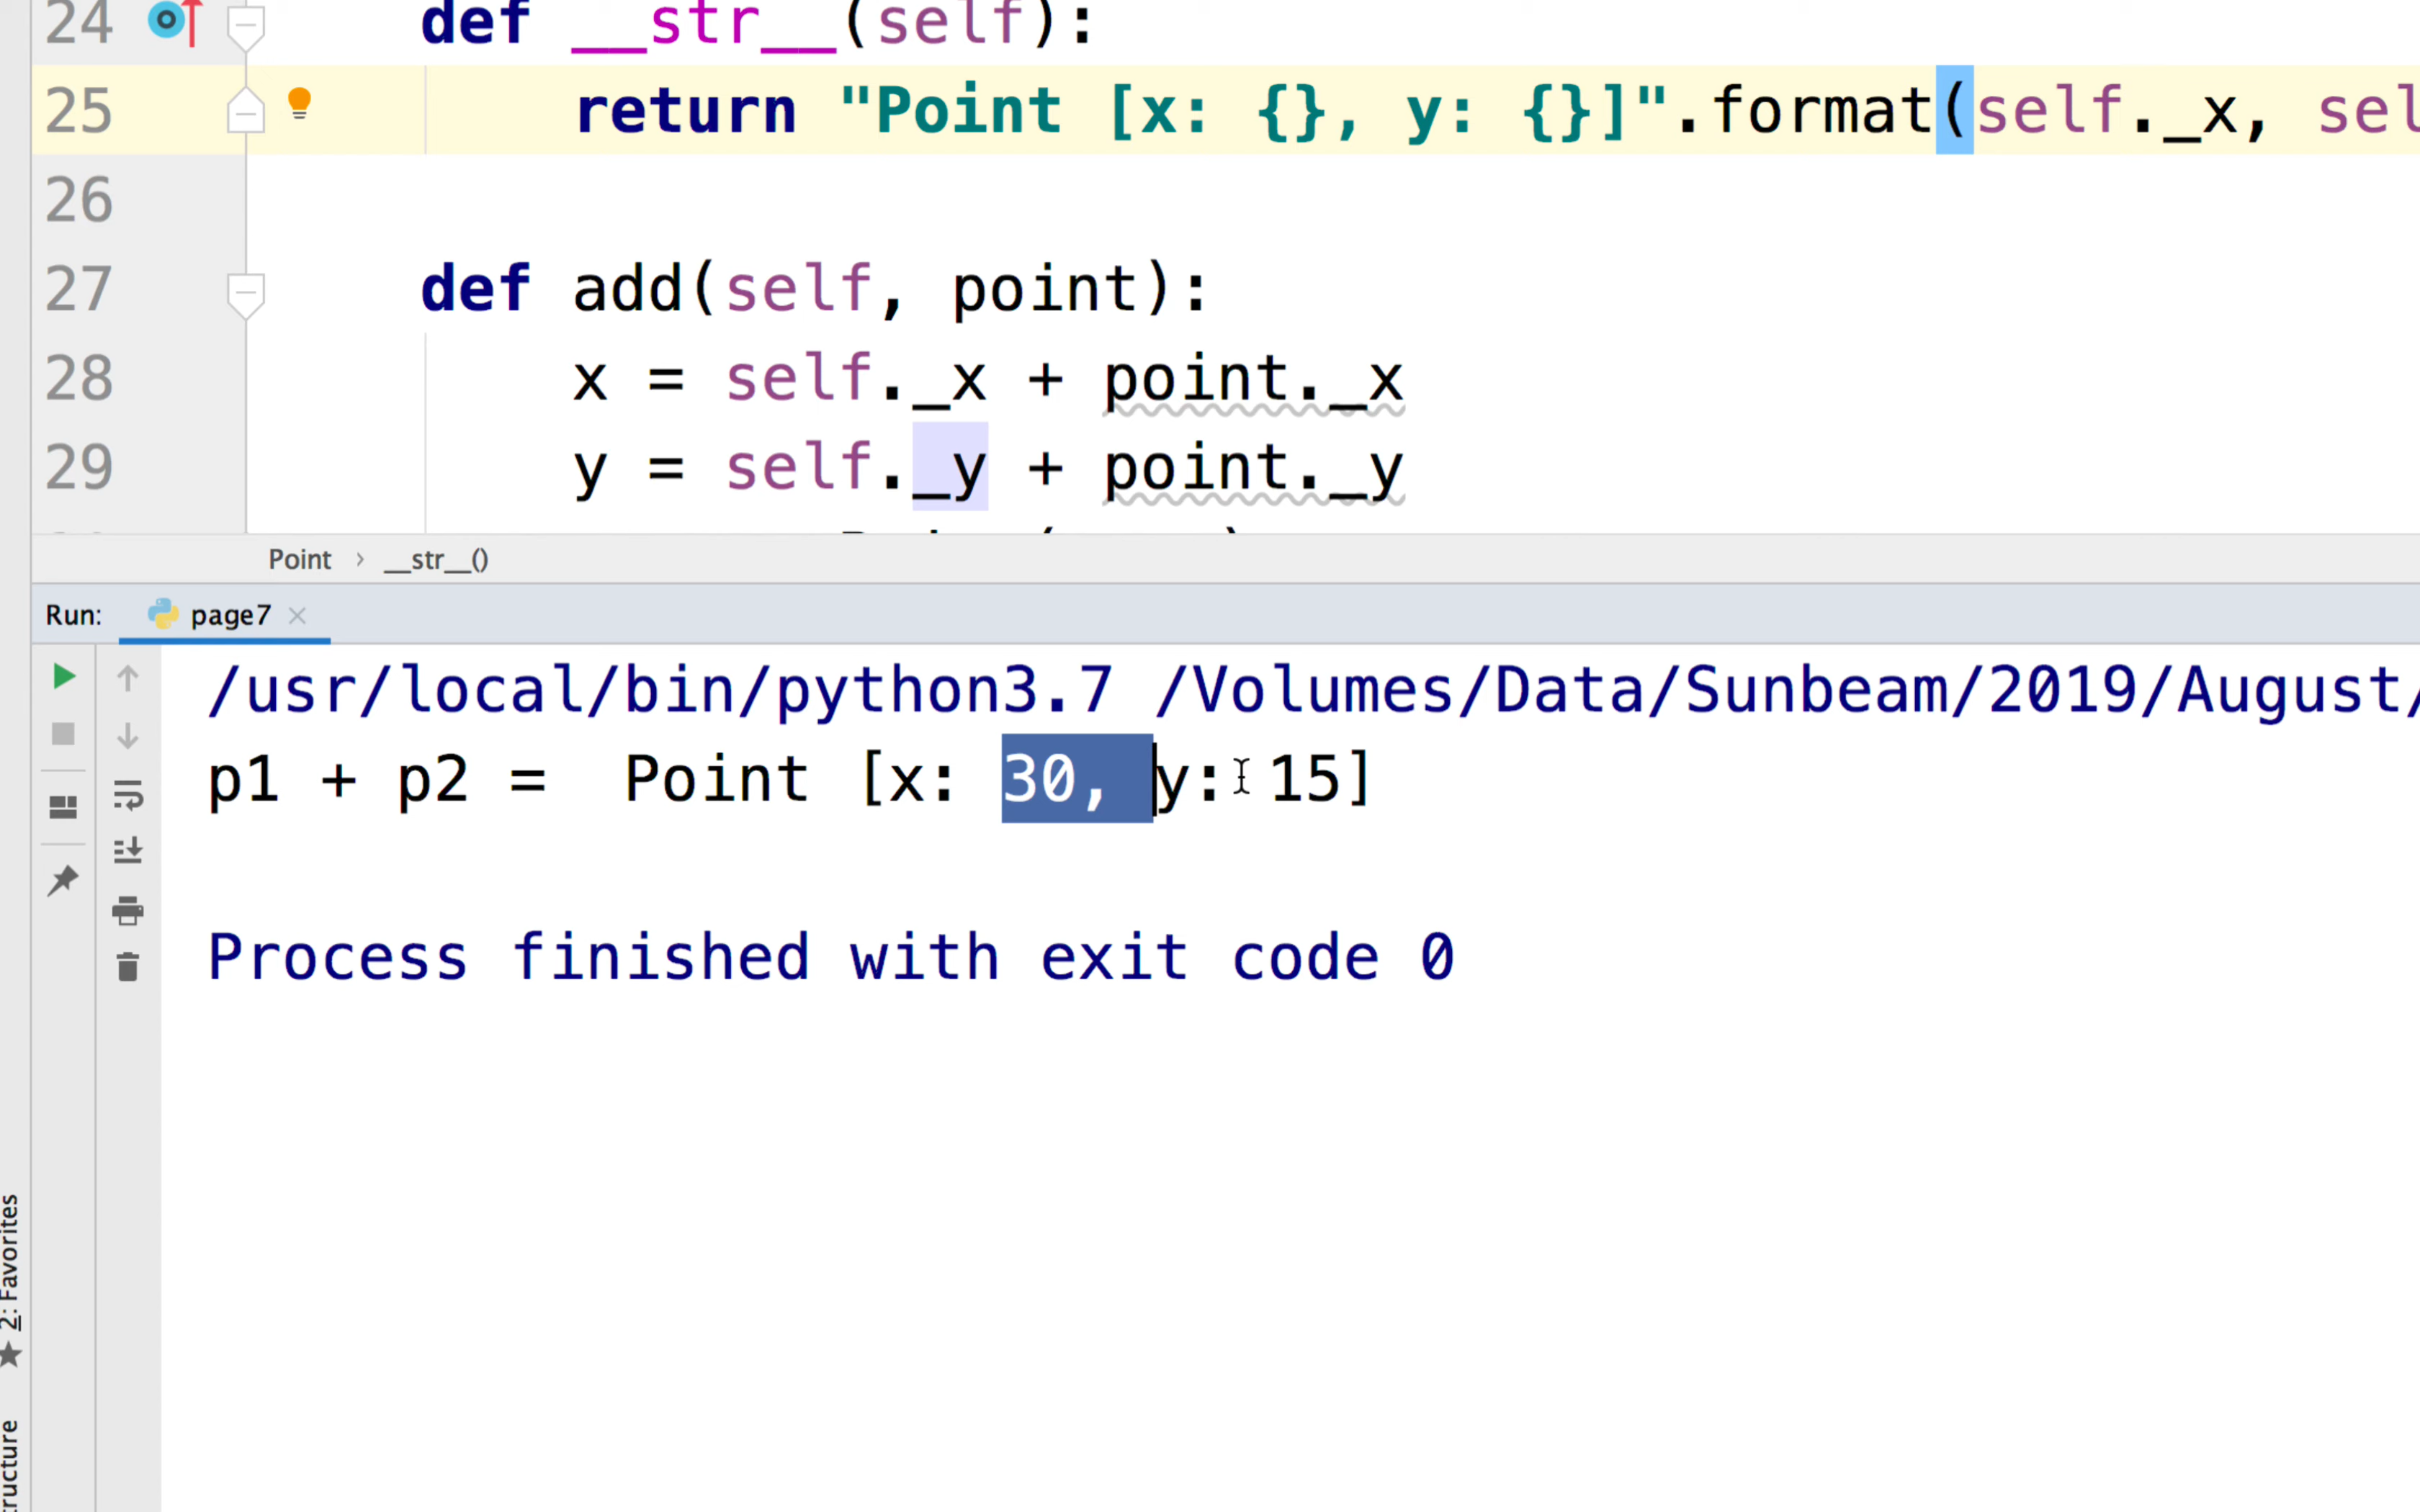 24 def __str__(self):
25 return "Point [x: {}, y: {}]".format(self._x, sel
26
27 def add(self, point):
28 x = self._x + point._x
29 y = self._y + point._y
Point › __str__()
Run: page7
/usr/local/bin/python3.7 /Volumes/Data/Sunbeam/2019/August/
p1 + p2 =  Point [x: 30, y: 15]
Process finished with exit code 0
2: Favorites
ructure